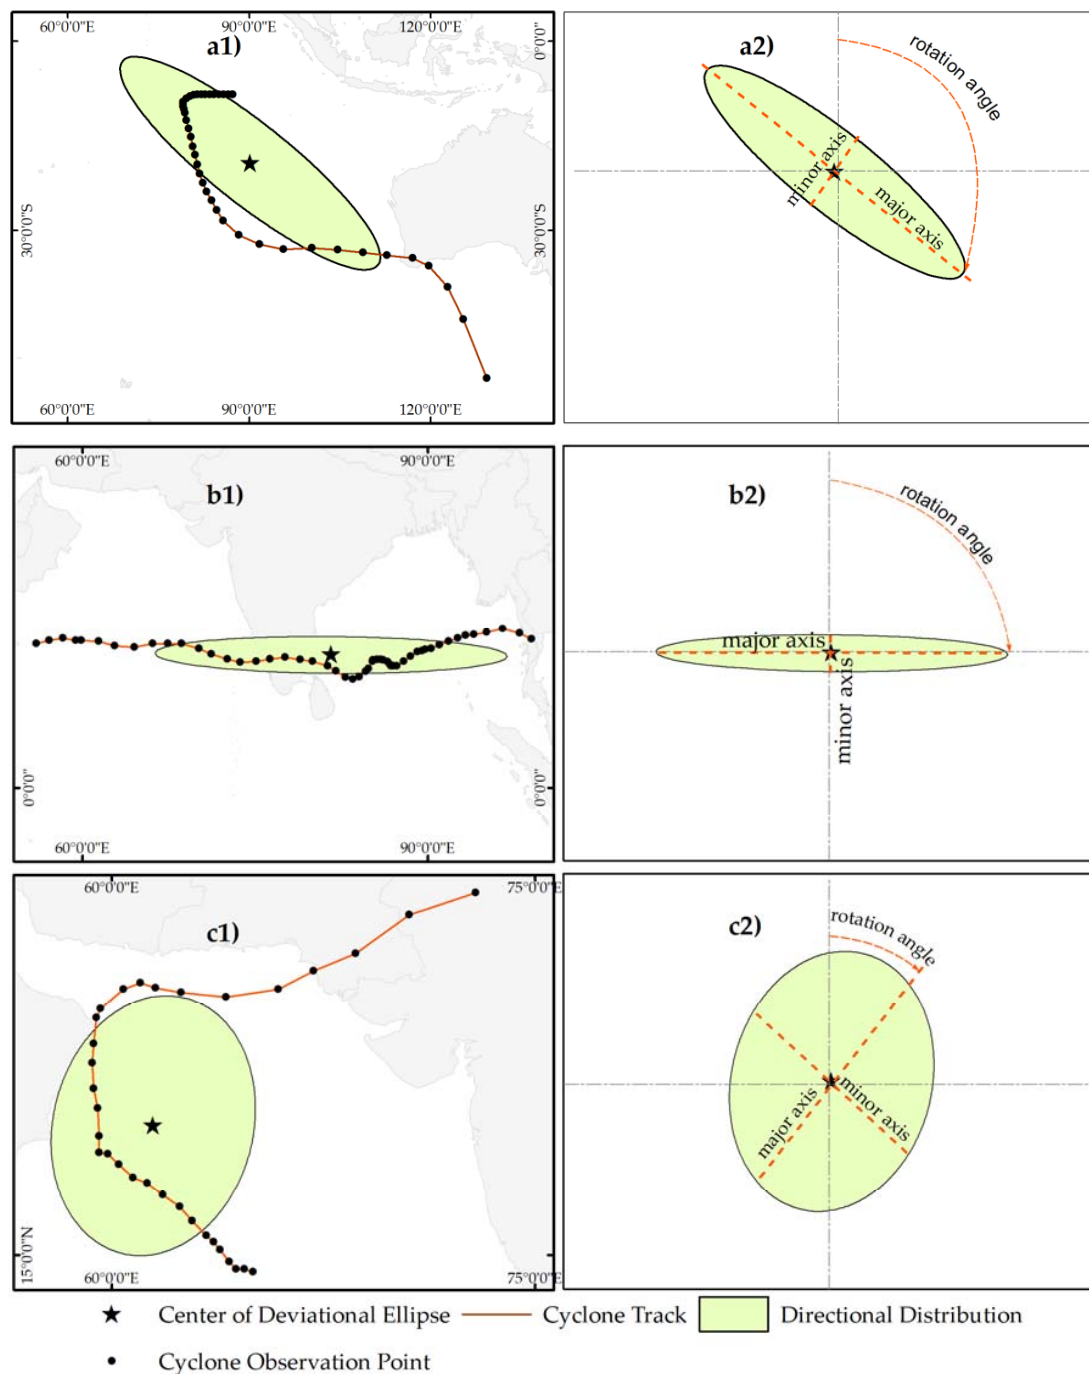 a1)
90°0'0"E
120°0'0"E
0°0'0"
30°0'0"S
30°0'0"S
60°0'0"E
90°0'0"E
120°0'0"E
a2)
rotation angle
minor axis
major axis
60°0'0"E
90°0'0"E
b1)
0°0'0"
0°0'0"
60°0'0"E
90°0'0"E
b2)
rotation angle
major axis
minor axis
60°0'0"E
75°0'0"E
c1)
15°0'0"N
60°0'0"E
75°0'0"E
c2)
rotation angle
major axis
minor axis
Center of Deviational Ellipse
Cyclone Track
Directional Distribution
Cyclone Observation Point